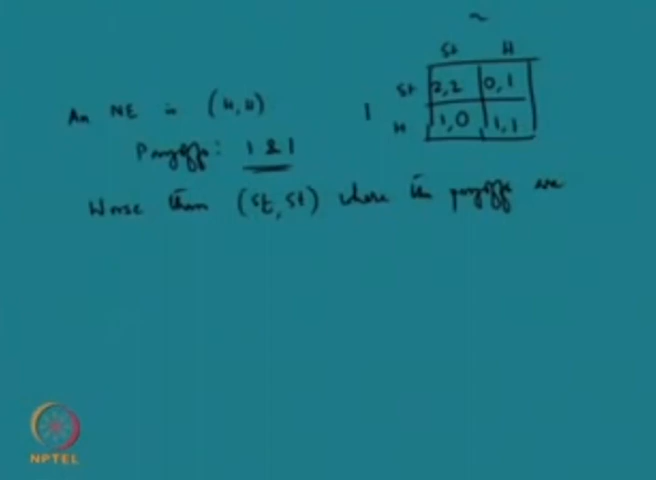 2
St H
An NE is (H, H)
1
St 2,2 0,1
H 1,0 1,1
Payoffs: 1 & 1
Worse than (St, St) where the payoffs are
NPTEL